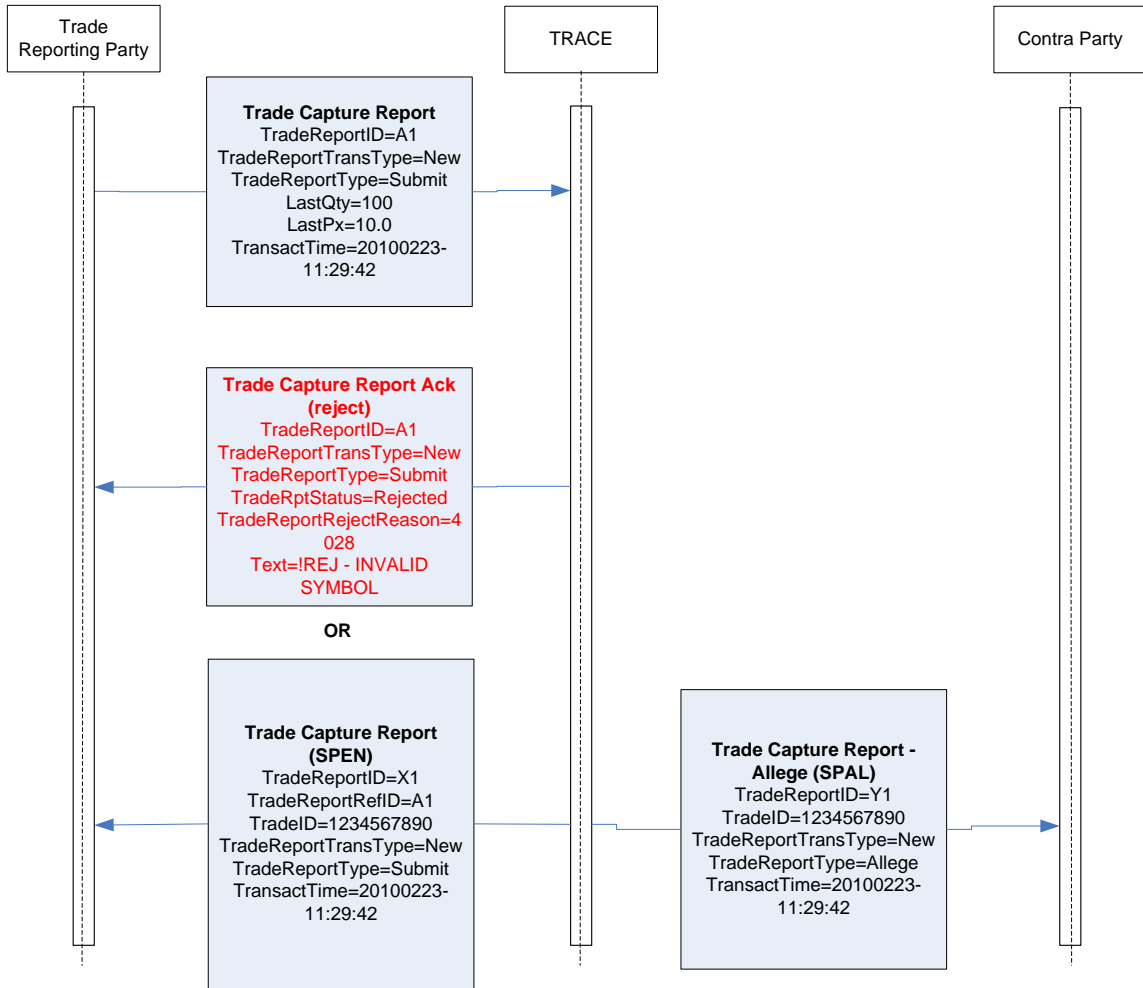 Trade
Reporting Party
TRACE
Contra Party
Trade Capture Report
TradeReportID=A1
TradeReportTransType=New
TradeReportType=Submit
LastQty=100
LastPx=10.0
TransactTime=20100223-
11:29:42
Trade Capture Report Ack
(reject)
TradeReportID=A1
TradeReportTransType=New
TradeReportType=Submit
TradeRptStatus=Rejected
TradeReportRejectReason=4
028
Text=!REJ - INVALID
SYMBOL
OR
Trade Capture Report
(SPEN)
TradeReportID=X1
TradeReportRefID=A1
TradeID=1234567890
TradeReportTransType=New
TradeReportType=Submit
TransactTime=20100223-
11:29:42
Trade Capture Report -
Allege (SPAL)
TradeReportID=Y1
TradeID=1234567890
TradeReportTransType=New
TradeReportType=Allege
TransactTime=20100223-
11:29:42